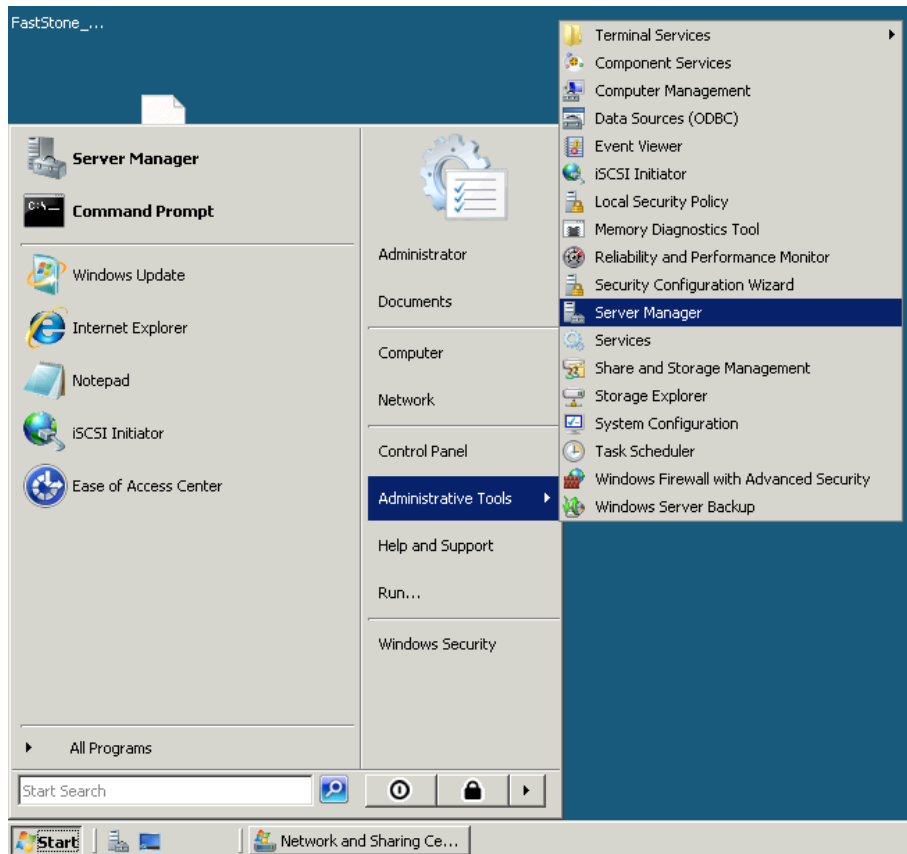 FastStone_...
Server Manager
Command Prompt
Windows Update
Internet Explorer
Notepad
iSCSI Initiator
Ease of Access Center
All Programs
Start Search
Administrator
Documents
Computer
Network
Control Panel
Administrative Tools
Help and Support
Run...
Windows Security
Terminal Services
Component Services
Computer Management
Data Sources (ODBC)
Event Viewer
iSCSI Initiator
Local Security Policy
Memory Diagnostics Tool
Reliability and Performance Monitor
Security Configuration Wizard
Server Manager
Services
Share and Storage Management
Storage Explorer
System Configuration
Task Scheduler
Windows Firewall with Advanced Security
Windows Server Backup
Start
Network and Sharing Ce...